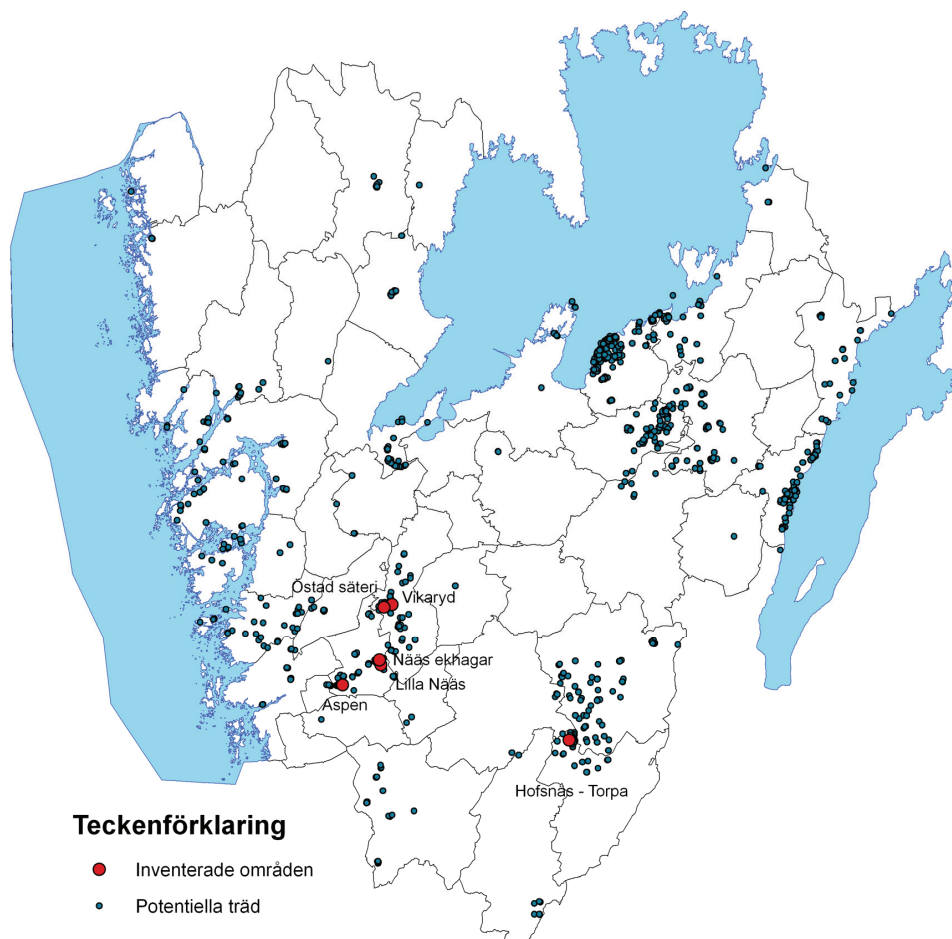 Östad säteri
Vikaryd
Nääs ekhagar
Lilla Nääs
Aspen
Hofsnäs - Torpa
Teckenförklaring
Inventerade områden
Potentiella träd